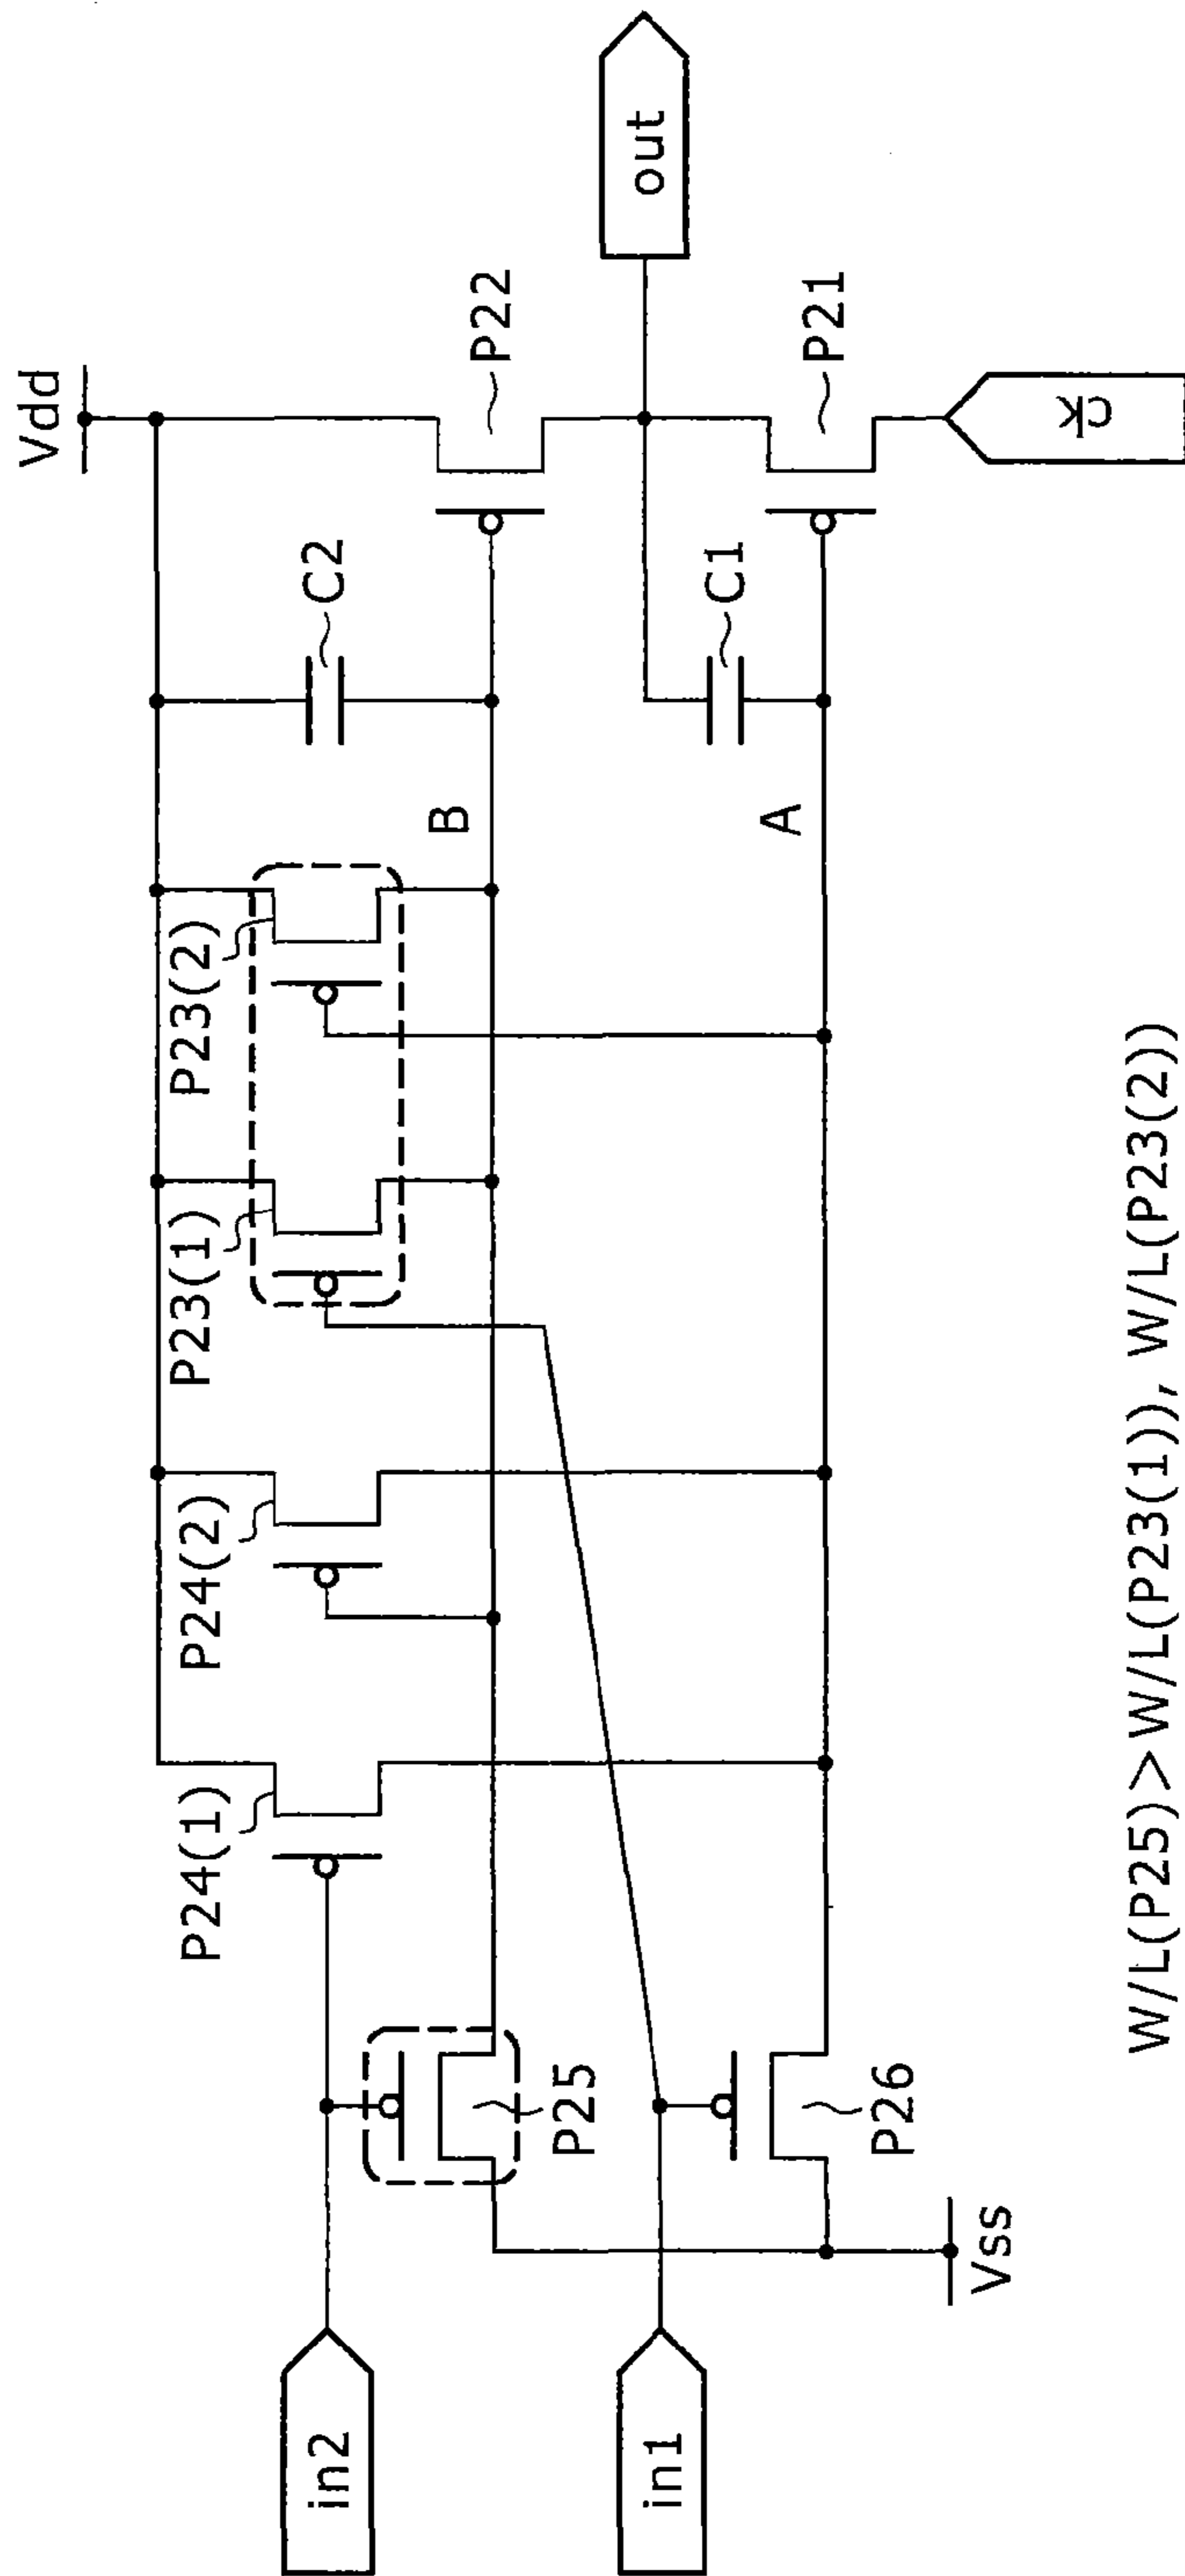 Vdd
in2
P24(1)
P24(2)
P23(1)
P23(2)
C2
P22
P25
B
out
in1
P26
A
C1
P21
Vss
ck
W/L(P25)>W/L(P23(1)), W/L(P23(2))